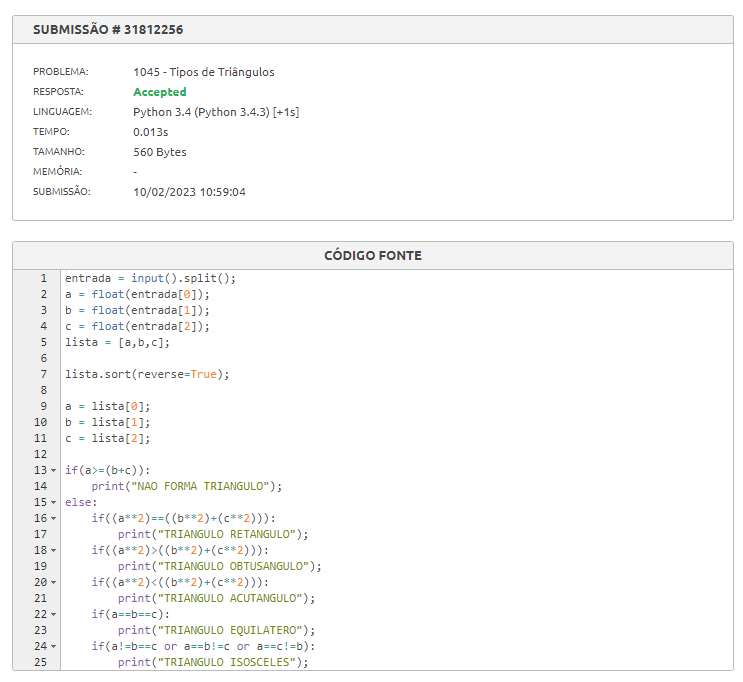 SUBMISSÃO # 31812256
PROBLEMA: 1045 - Tipos de Triângulos
RESPOSTA: Accepted
LINGUAGEM: Python 3.4 (Python 3.4.3) [+1s]
TEMPO: 0.013s
TAMANHO: 560 Bytes
MEMÓRIA: -
SUBMISSÃO: 10/02/2023 10:59:04
CÓDIGO FONTE
1 entrada = input().split();
2 a = float(entrada[0]);
3 b = float(entrada[1]);
4 c = float(entrada[2]);
5 lista = [a,b,c];
6
7 lista.sort(reverse=True);
8
9 a = lista[0];
10 b = lista[1];
11 c = lista[2];
12
13 if(a>=(b+c)):
14     print("NAO FORMA TRIANGULO");
15 else:
16     if((a**2)==((b**2)+(c**2))):
17         print("TRIANGULO RETANGULO");
18     if((a**2)>((b**2)+(c**2))):
19         print("TRIANGULO OBTUSANGULO");
20     if((a**2)<((b**2)+(c**2))):
21         print("TRIANGULO ACUTANGULO");
22     if(a==b==c):
23         print("TRIANGULO EQUILATERO");
24     if(a!=b==c or a==b!=c or a==c!=b):
25         print("TRIANGULO ISOSCELES");